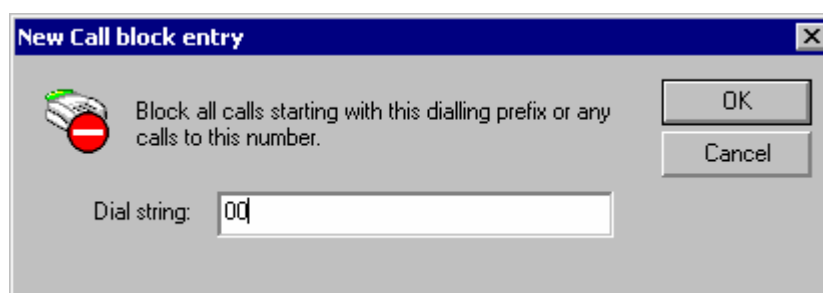 New Call block entry
Block all calls starting with this dialling prefix or any
calls to this number.
OK
Cancel
Dial string: 00